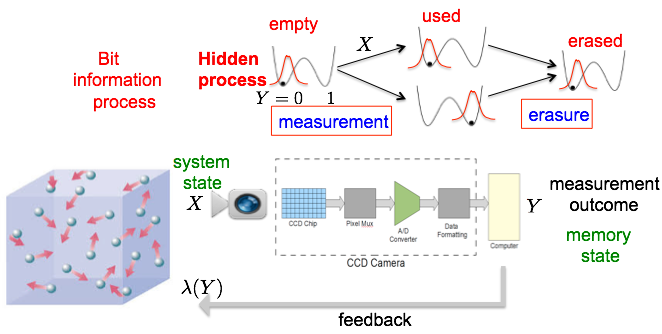 empty
used
erased
Bit
information
process
Hidden
process
X
Y = 0 1
measurement
erasure
system
state
X
CCD Chip
Pixel Mux
A/D
Converter
Data
Formatting
Computer
CCD Camera
Y
measurement
outcome
memory
state
λ(Y)
feedback